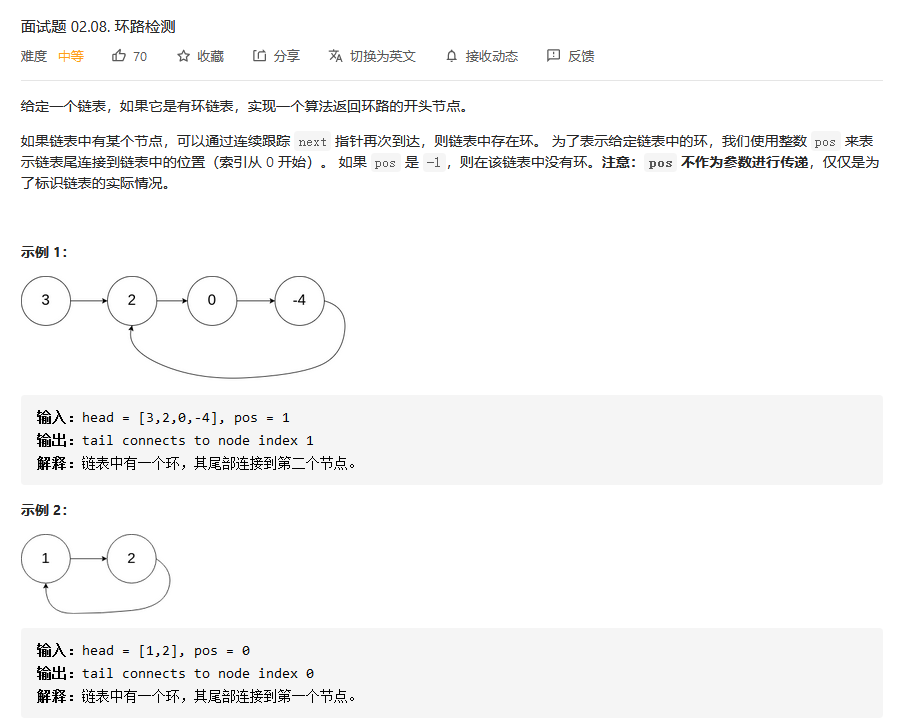 面试题 02.08. 环路检测
难度 中等 70 收藏 分享 切换为英文 接收动态 反馈
给定一个链表，如果它是有环链表，实现一个算法返回环路的开头节点。
如果链表中有某个节点，可以通过连续跟踪 next 指针再次到达，则链表中存在环。 为了表示给定链表中的环，我们使用整数 pos 来表
示链表尾连接到链表中的位置（索引从 0 开始）。 如果 pos 是 -1，则在该链表中没有环。注意： pos 不作为参数进行传递，仅仅是为
了标识链表的实际情况。
示例 1：
3 2 0 -4
输入：head = [3,2,0,-4], pos = 1
输出：tail connects to node index 1
解释：链表中有一个环，其尾部连接到第二个节点。
示例 2：
1 2
输入：head = [1,2], pos = 0
输出：tail connects to node index 0
解释：链表中有一个环，其尾部连接到第一个节点。